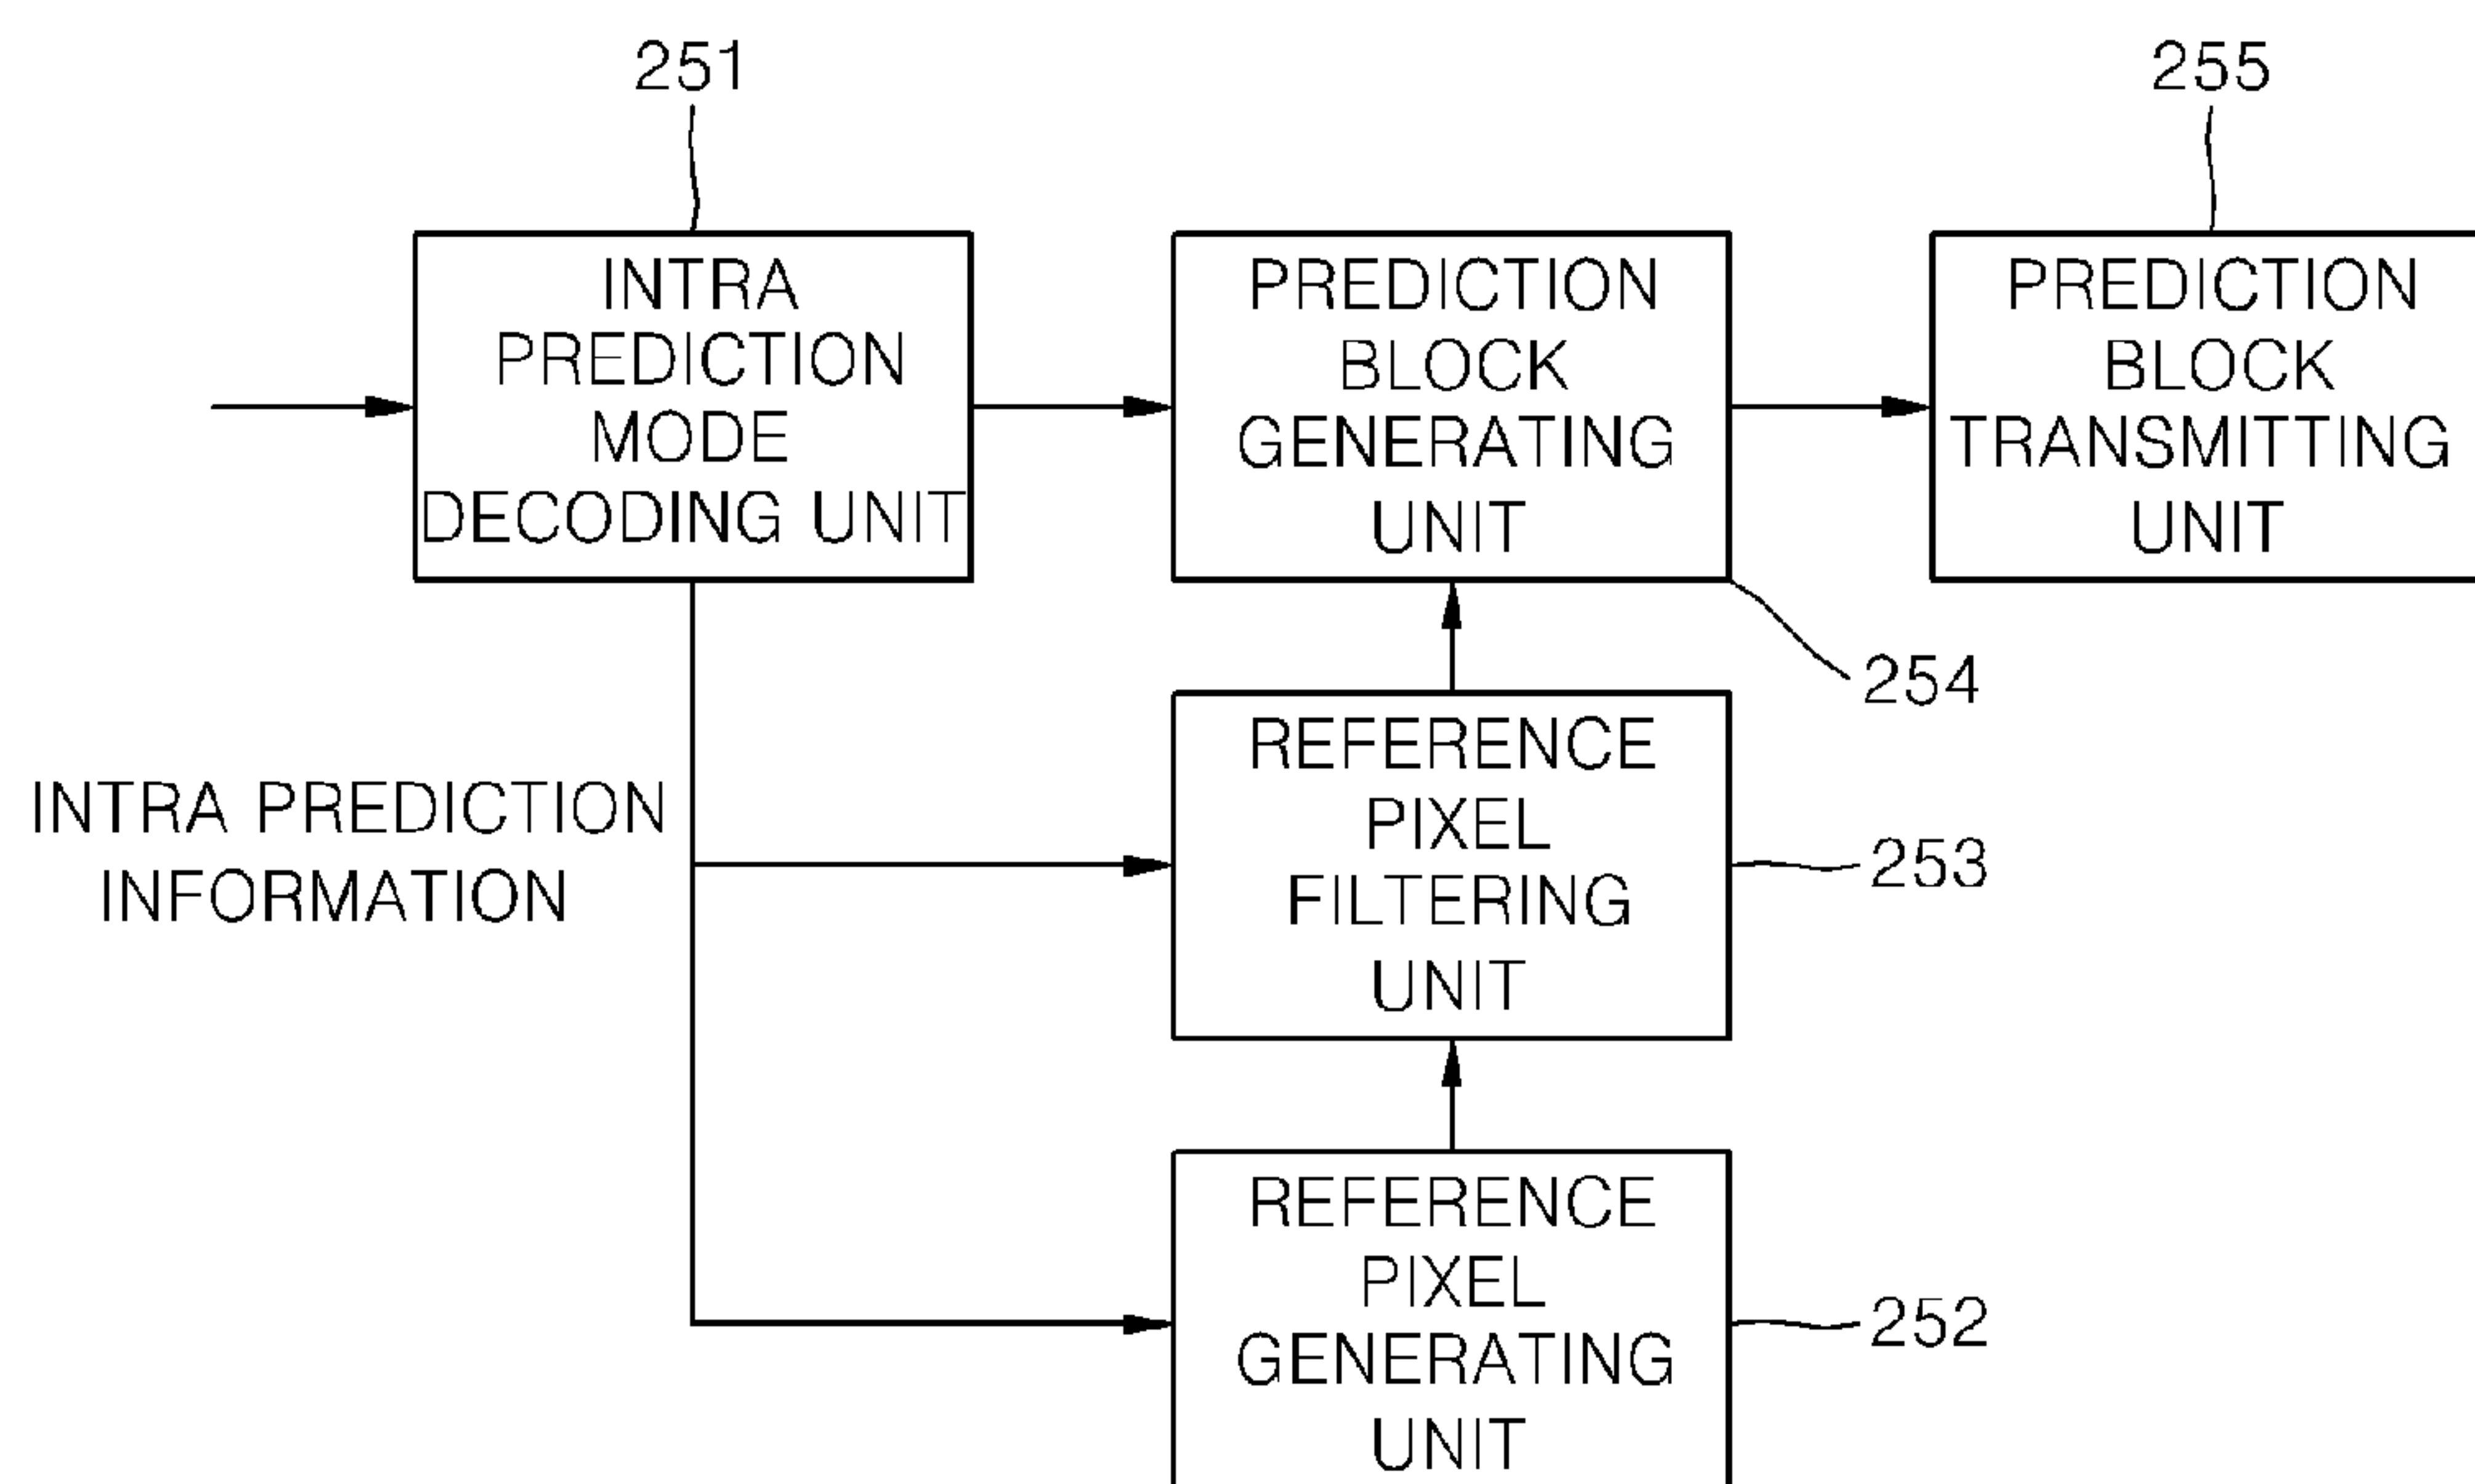 251
255
INTRA
PREDICTION
MODE
DECODING UNIT
PREDICTION
BLOCK
GENERATING
UNIT
PREDICTION
BLOCK
TRANSMITTING
UNIT
254
INTRA PREDICTION
INFORMATION
REFERENCE
PIXEL
FILTERING
UNIT
253
REFERENCE
PIXEL
GENERATING
UNIT
252